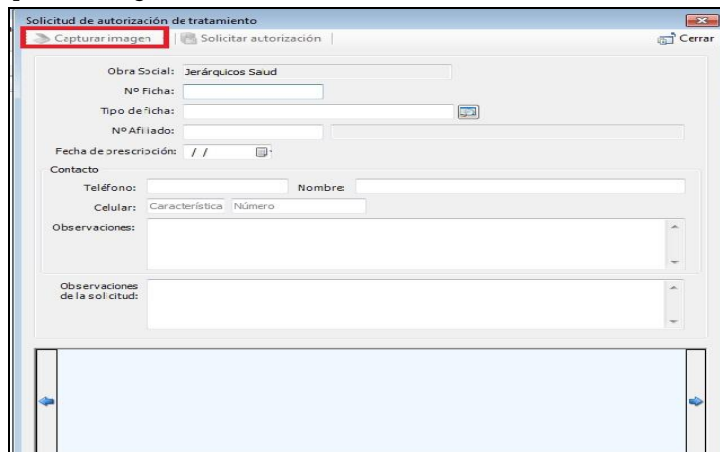 Solicitud de autorización de tratamiento
Capturar imagen | Solicitar autorización | Cerrar
Obra Social: Jerárquicos Salud
Nº Ficha:
Tipo de ficha:
Nº Afiliado:
Fecha de prescripción: / /
Contacto
Teléfono: Nombre:
Celular: Característica Número
Observaciones:
Observaciones
de la solicitud: